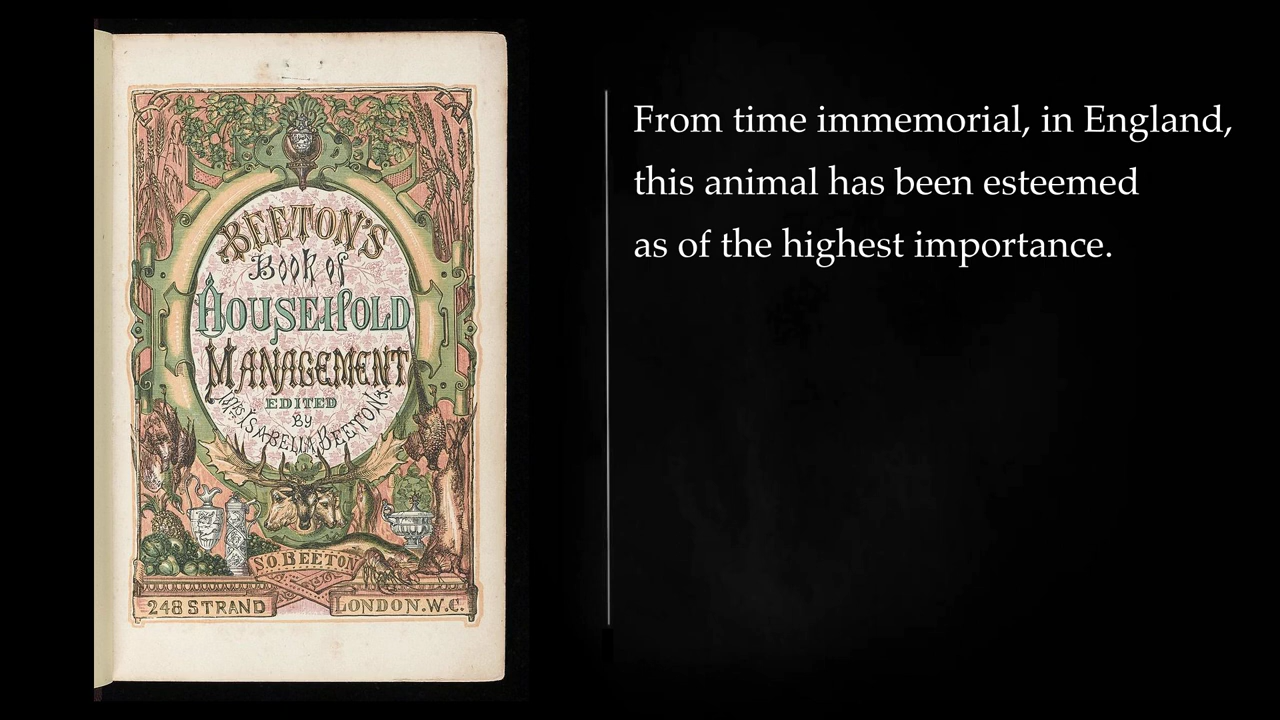 BEETON'S
Book of
HOUSEHOLD
MANAGEMENT
EDITED
BY
MRS ISABELLA BEETON
S.O. BEETON
248 STRAND
LONDON. W.C.
From time immemorial, in England,
this animal has been esteemed
as of the highest importance.